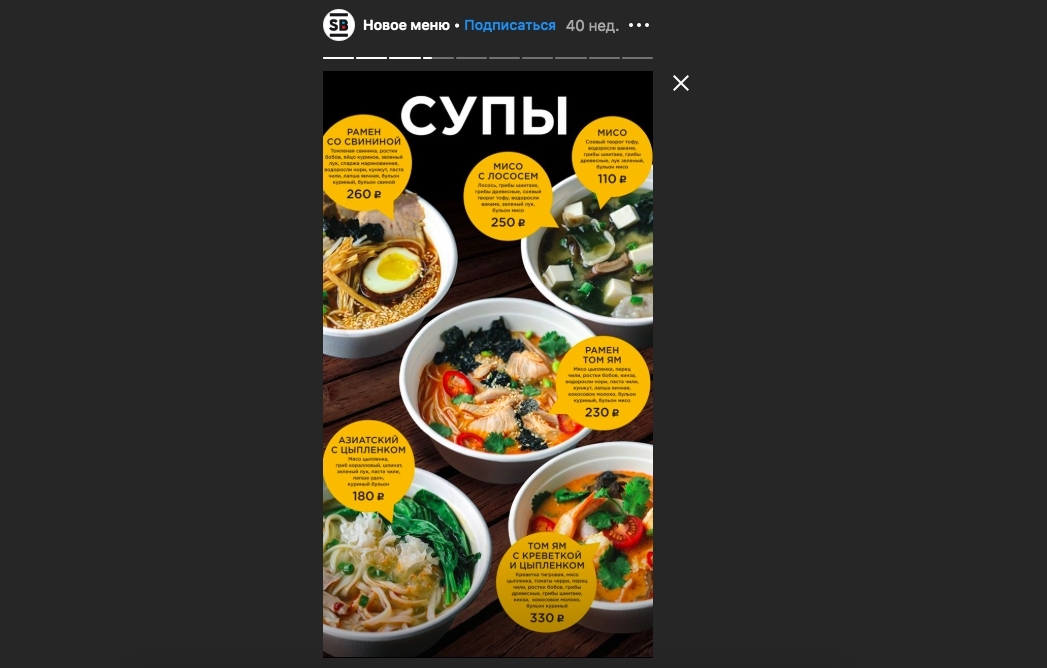 SB
Новое меню • Подписаться 40 нед.
СУПЫ
РАМЕН
СО СВИНИНОЙ
Томленая свинина, ростки
бобов, яйцо куриное, зеленый
лук, спаржа маринованная,
водоросли нори, кунжут, паста
чили, лапша яичная, бульон
куриный, бульон свиной
260 ₽
МИСО
С ЛОСОСЕМ
Лосось, грибы шиитаке,
грибы древесные, соевый
творог тофу, водоросли
вакаме, зеленый лук,
бульон мисо
250 ₽
МИСО
Соевый творог тофу,
водоросли вакаме,
грибы шиитаке, грибы
древесные, лук зеленый,
бульон мисо
110 ₽
РАМЕН
ТОМ ЯМ
Мясо цыпленка, перец
чили, ростки бобов, кинза,
водоросли нори, паста чили,
кунжут, лапша яичная,
кокосовое молоко, бульон
куриный, бульон мисо
230 ₽
АЗИАТСКИЙ
С ЦЫПЛЕНКОМ
Мясо цыпленка,
гриб коралловый, шпинат,
зеленый лук, паста чили,
лапша удон,
куриный бульон
180 ₽
ТОМ ЯМ
С КРЕВЕТКОЙ
И ЦЫПЛЕНКОМ
Креветка тигровая, мясо
цыпленка, томаты черри, перец
чили, ростки бобов, грибы
древесные, грибы шиитаке,
кинза, кокосовое молоко,
бульон куриный
330 ₽